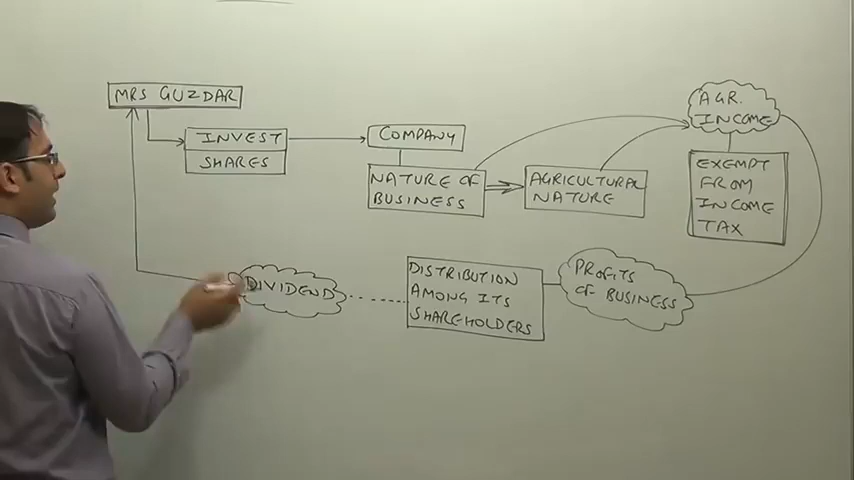 MRS GUZDAR
INVEST
SHARES
COMPANY
NATURE OF
BUSINESS
AGRICULTURAL
NATURE
AGR.
INCOME
EXEMPT
FROM
INCOME
TAX
DIVIDEND
DISTRIBUTION
AMONG ITS
SHAREHOLDERS
PROFITS
OF BUSINESS